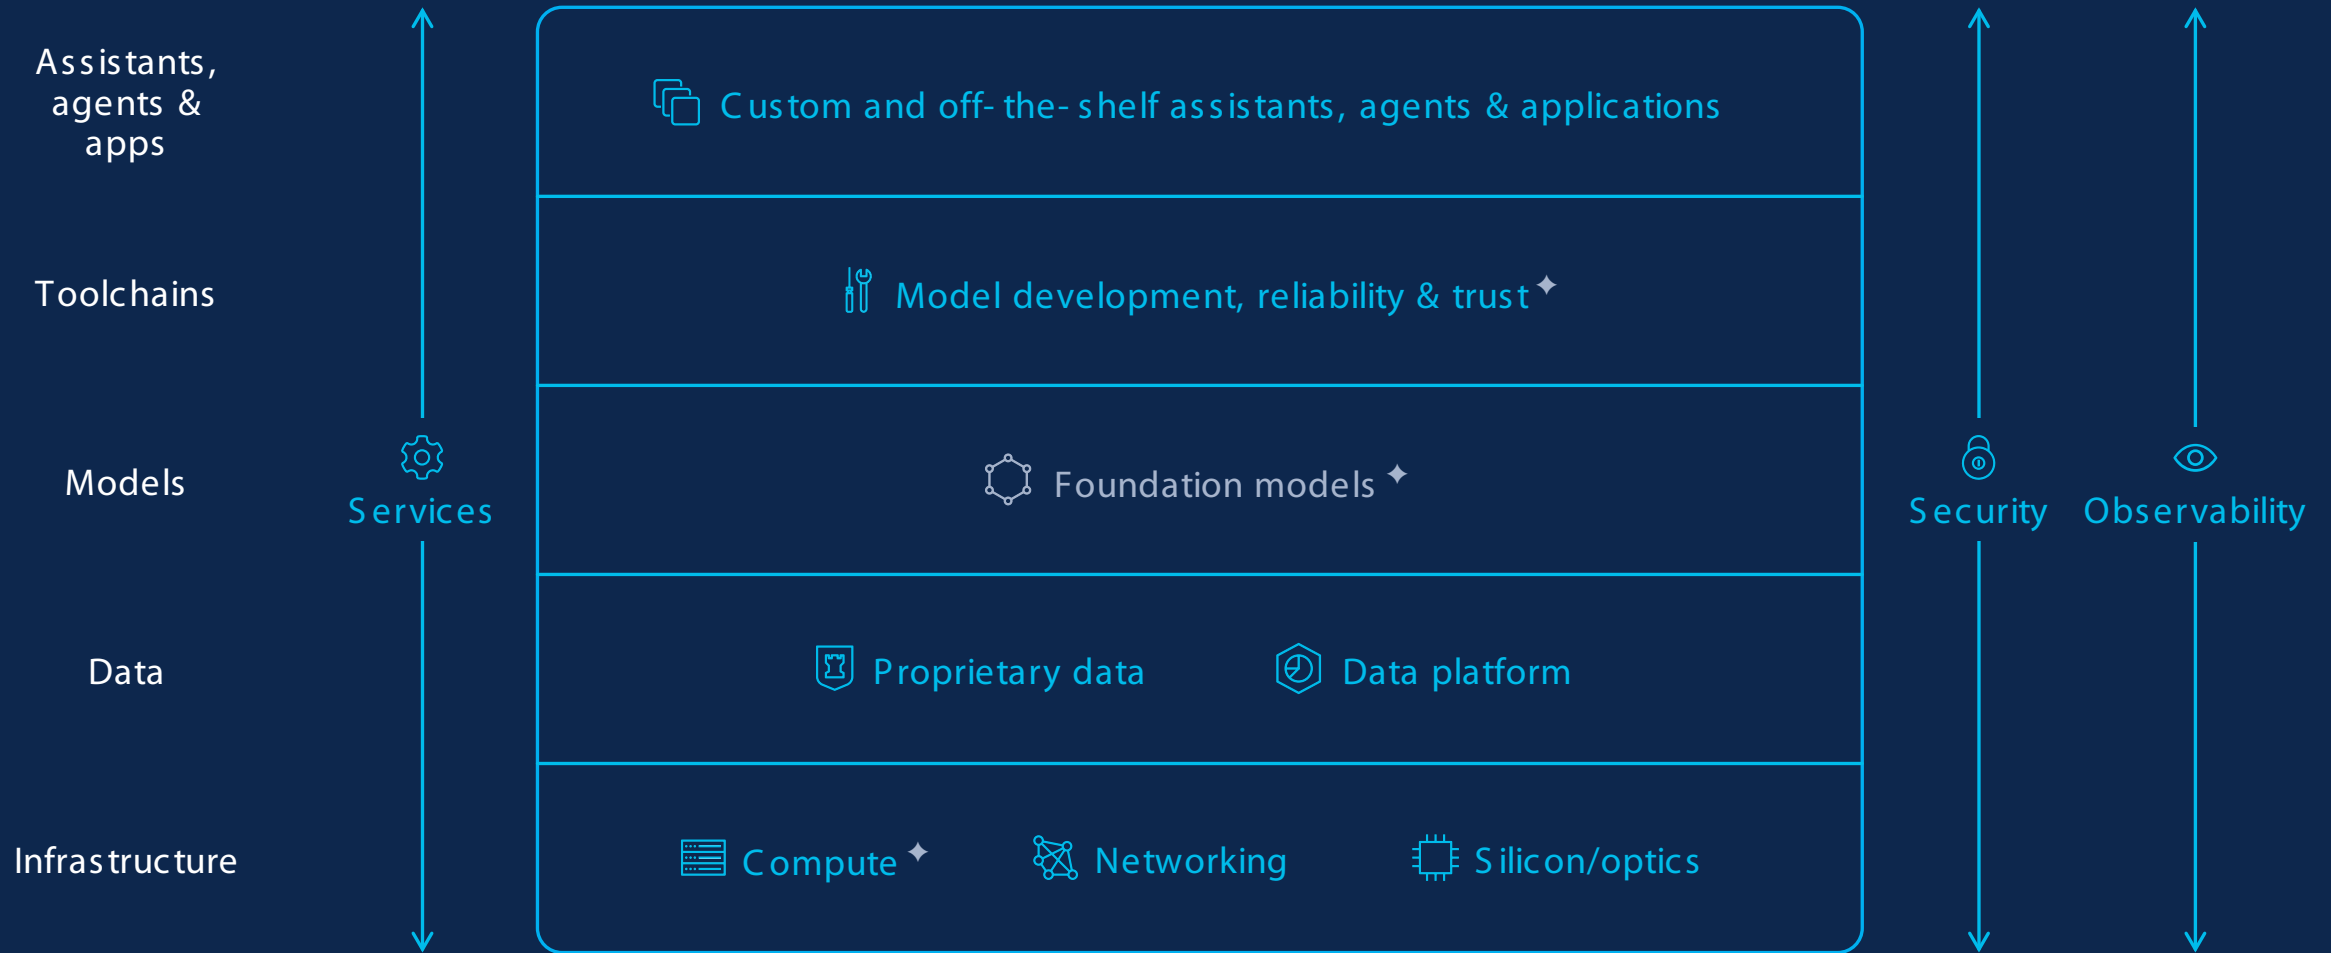 Assistants,
agents &
apps
Custom and off-the-shelf assistants, agents & applications
Toolchains
Model development, reliability & trust
Models
Services
Foundation models
Security
Observability
Data
Proprietary data
Data platform
Infrastructure
Compute
Networking
Silicon/optics